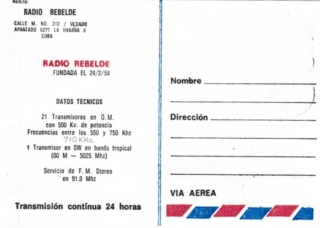 Remite:
RADIO REBELDE
CALLE M. NO. 312 / VEDADO
APARTADO 6277 LA HABANA 6
CUBA
RADIO REBELDE
FUNDADA EL 24/2/58
DATOS TECNICOS
21 Transmisores en O.M.
con 500 Kv. de potencia
Frecuencias entre los 550 y 750 Khz
710 KHz
1 Transmisor en SW en banda tropical
(60 M — 5025 Mhz)
Servicio de F.M. Stereo
en 91.9 Mhz
Transmisión contínua 24 horas
Nombre
Dirección
VIA AEREA